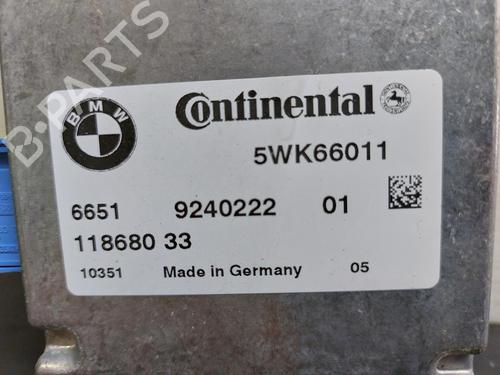 B-PARTS
BMW
Continental
5WK66011
6651 9240222 01
118680 33
10351 Made in Germany 05